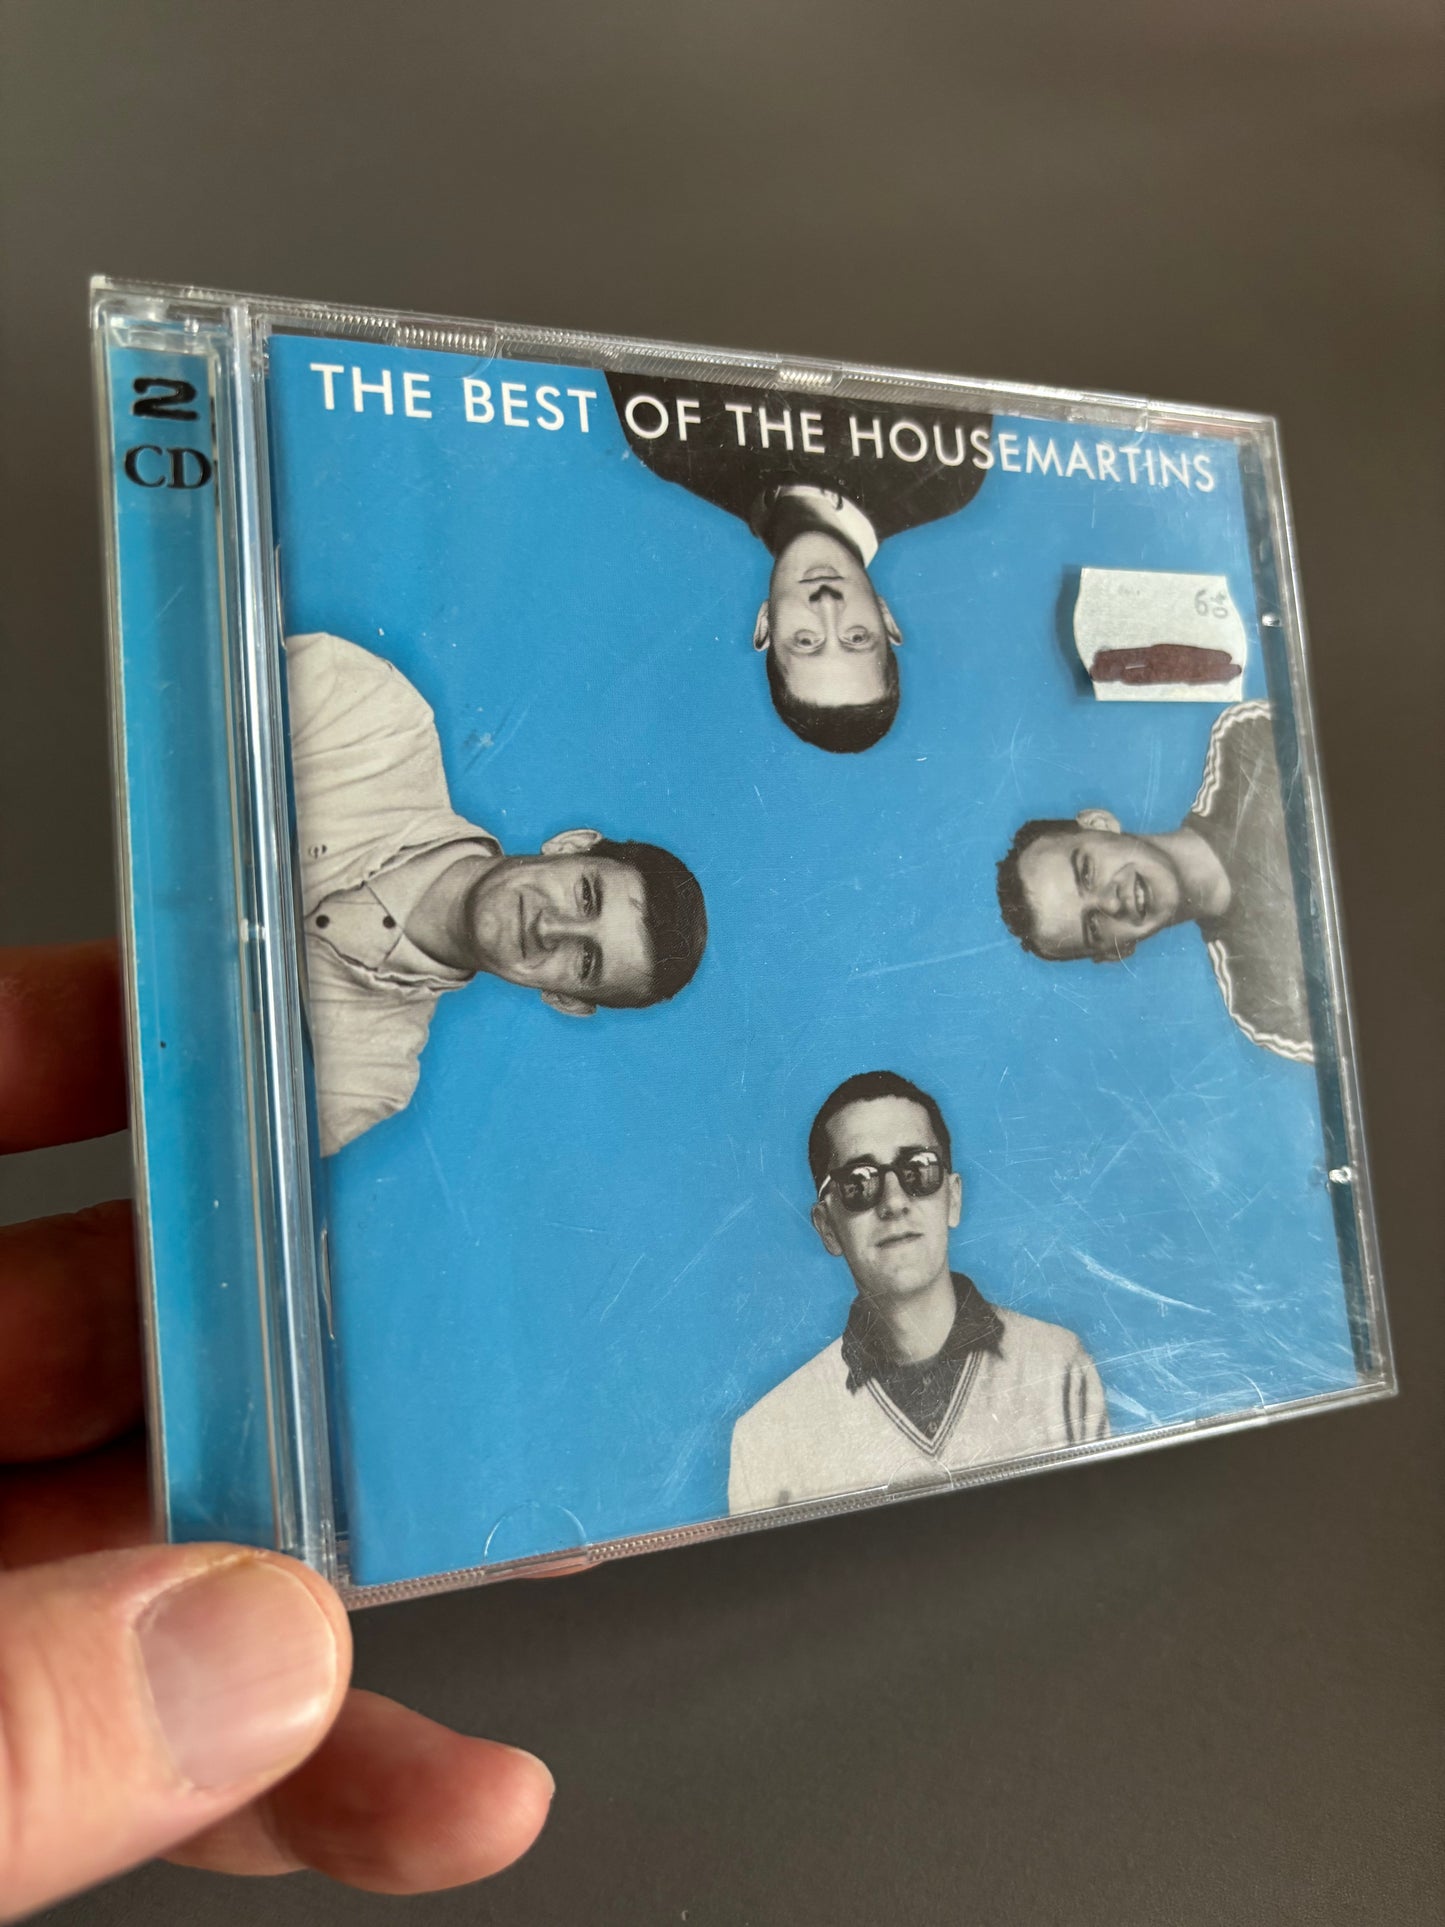 THE BEST OF THE HOUSEMARTINS
2
CD